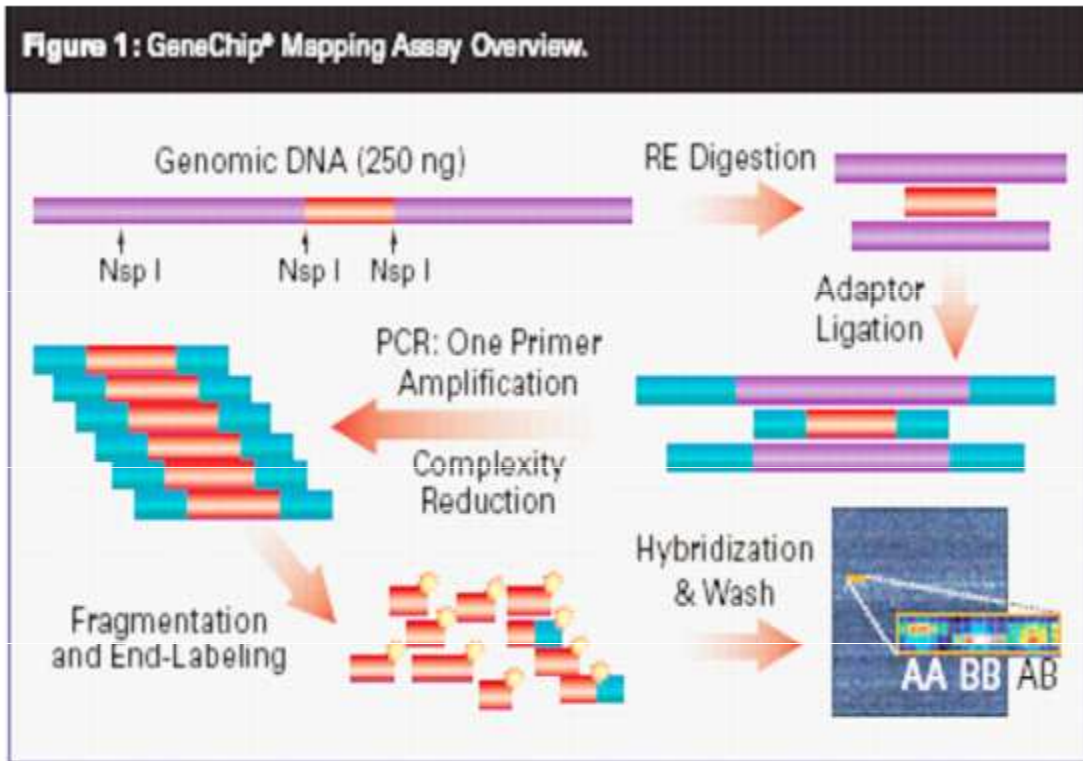 Figure 1: GeneChip® Mapping Assay Overview.
Genomic DNA (250 ng)
RE Digestion
Nsp I
Nsp I
Nsp I
Adaptor
Ligation
PCR: One Primer
Amplification
Complexity
Reduction
Fragmentation
and End-Labeling
Hybridization
& Wash
AA BB AB